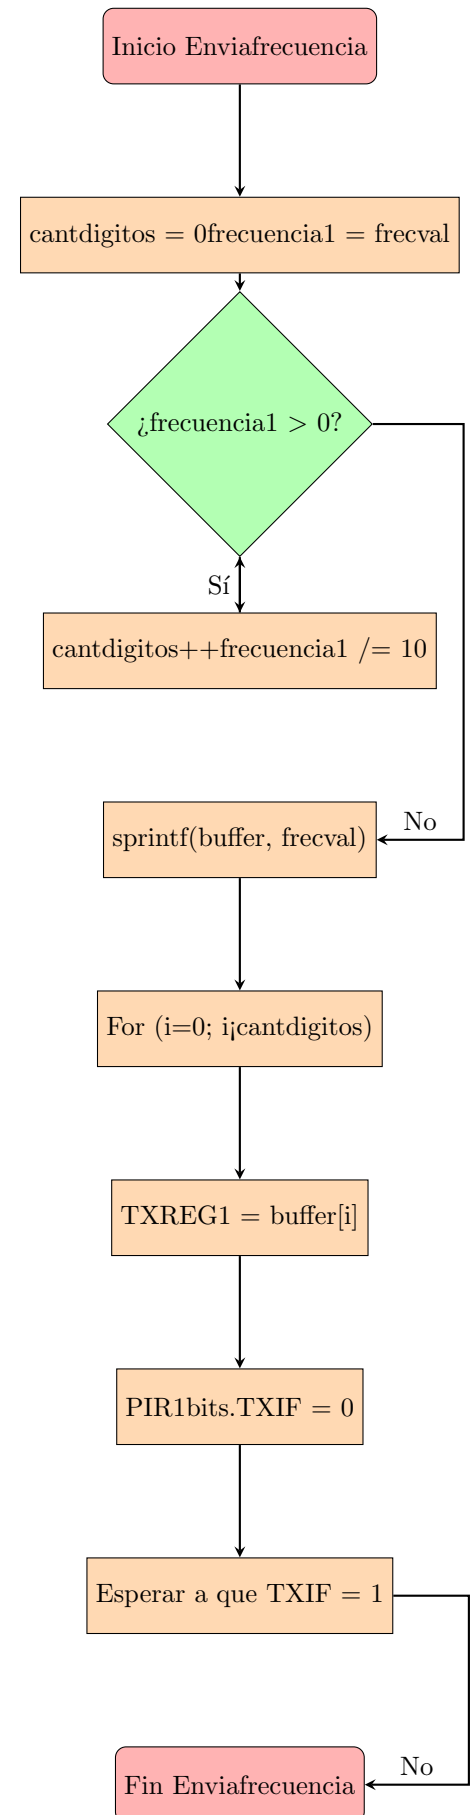 Inicio Enviafrecuencia
cantdigitos = 0frecuencia1 = frecval
¿frecuencia1 > 0?
Sí
cantdigitos++frecuencia1 /= 10
No
sprintf(buffer, frecval)
For (i=0; i¡cantdigitos)
TXREG1 = buffer[i]
PIR1bits.TXIF = 0
Esperar a que TXIF = 1
No
Fin Enviafrecuencia